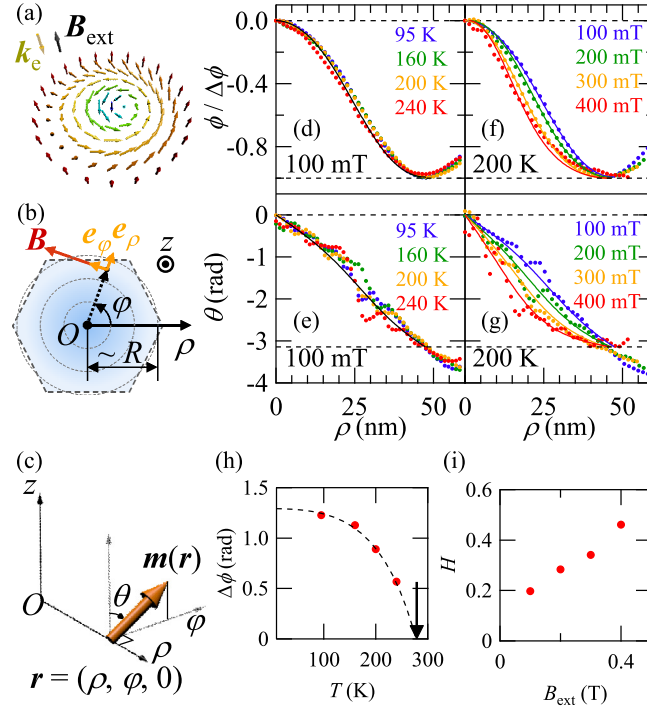 (a)
B_ext
k_e
(b)
B
e_φ e_ρ
z
φ
O
ρ
~ R
(c)
z
m(r)
O
θ
φ
ρ
r = (ρ, φ, 0)
ϕ / Δϕ
0
-0.4
-0.8
95 K
160 K
200 K
240 K
(d)
100 mT
100 mT
200 mT
300 mT
400 mT
(f)
200 K
θ (rad)
0
-1
-2
-3
-4
95 K
160 K
200 K
240 K
(e)
100 mT
100 mT
200 mT
300 mT
400 mT
(g)
200 K
0 25 50
0 25 50
ρ (nm)
ρ (nm)
(h)
Δϕ (rad)
1.5
1.0
0.5
0
100 200 300
T (K)
(i)
H
0.6
0.4
0.2
0
0 0.4
B_ext (T)